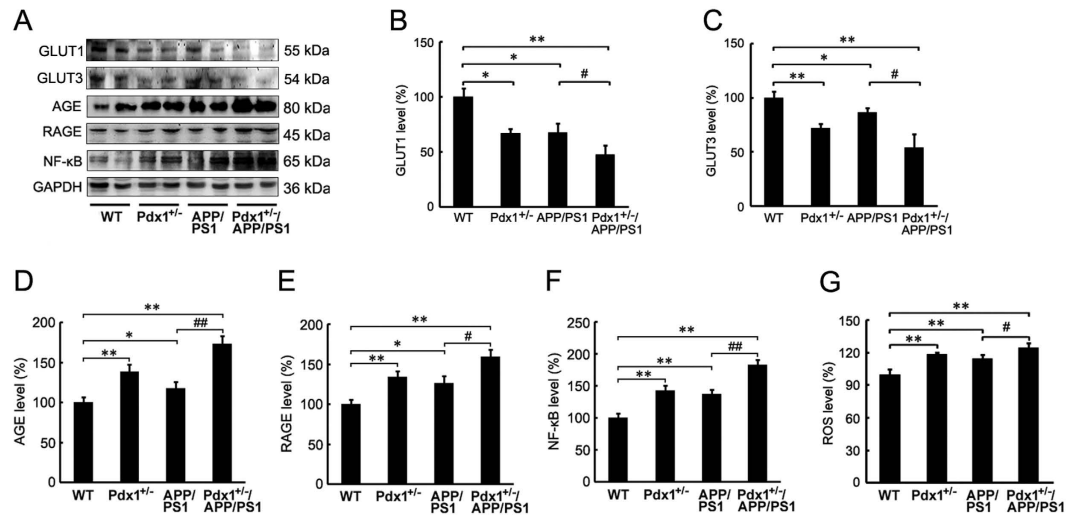 A
GLUT1 55 kDa
GLUT3 54 kDa
AGE 80 kDa
RAGE 45 kDa
NF-κB 65 kDa
GAPDH 36 kDa
WT Pdx1+/- APP/PS1 Pdx1+/-/APP/PS1
B
GLUT1 level (%)
150
100
50
0
**
*
* #
WT Pdx1+/- APP/PS1 Pdx1+/-/APP/PS1
C
GLUT3 level (%)
150
100
50
0
**
*
** #
WT Pdx1+/- APP/PS1 Pdx1+/-/APP/PS1
D
AGE level (%)
200
150
100
50
0
**
* ##
**
WT Pdx1+/- APP/PS1 Pdx1+/-/APP/PS1
E
RAGE level (%)
200
150
100
50
0
**
* #
**
WT Pdx1+/- APP/PS1 Pdx1+/-/APP/PS1
F
NF-κB level (%)
250
200
150
100
50
0
**
** ##
**
WT Pdx1+/- APP/PS1 Pdx1+/-/APP/PS1
G
ROS level (%)
160
120
80
40
0
**
** #
**
WT Pdx1+/- APP/PS1 Pdx1+/-/APP/PS1